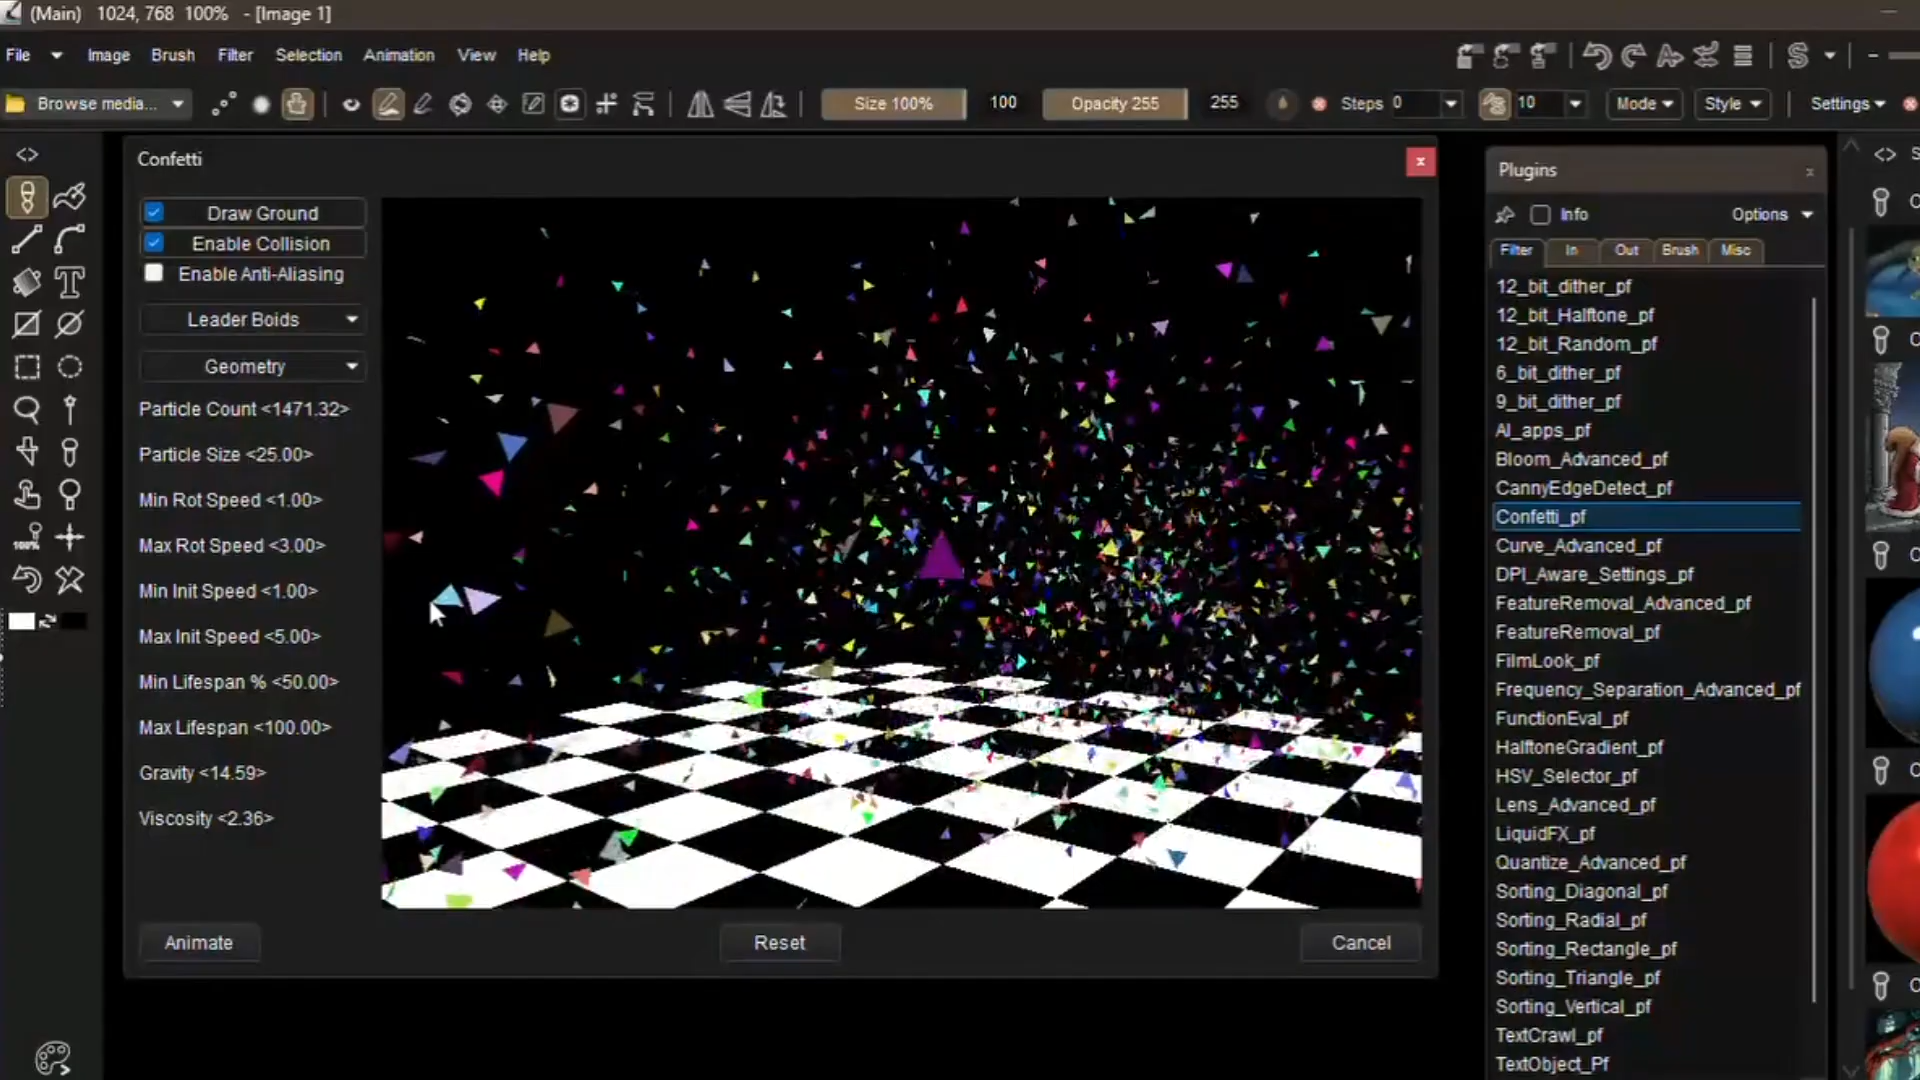 (Main) 1024, 768 100% - [Image 1]
File Image Brush Filter Selection Animation View Help
Browse media... Size 100% 100 Opacity 255 255 Steps 0 10 Mode Style Settings
Confetti
Draw Ground
Enable Collision
Enable Anti-Aliasing
Leader Boids
Geometry
Particle Count <1471.32>
Particle Size <25.00>
Min Rot Speed <1.00>
Max Rot Speed <3.00>
Min Init Speed <1.00>
Max Init Speed <5.00>
Min Lifespan % <50.00>
Max Lifespan <100.00>
Gravity <14.59>
Viscosity <2.36>
Animate Reset Cancel
100%
Plugins
Info Options
Filter In Out Brush Misc
12_bit_dither_pf
12_bit_Halftone_pf
12_bit_Random_pf
6_bit_dither_pf
9_bit_dither_pf
AI_apps_pf
Bloom_Advanced_pf
CannyEdgeDetect_pf
Confetti_pf
Curve_Advanced_pf
DPI_Aware_Settings_pf
FeatureRemoval_Advanced_pf
FeatureRemoval_pf
FilmLook_pf
Frequency_Separation_Advanced_pf
FunctionEval_pf
HalftoneGradient_pf
HSV_Selector_pf
Lens_Advanced_pf
LiquidFX_pf
Quantize_Advanced_pf
Sorting_Diagonal_pf
Sorting_Radial_pf
Sorting_Rectangle_pf
Sorting_Triangle_pf
Sorting_Vertical_pf
TextCrawl_pf
TextObject_Pf